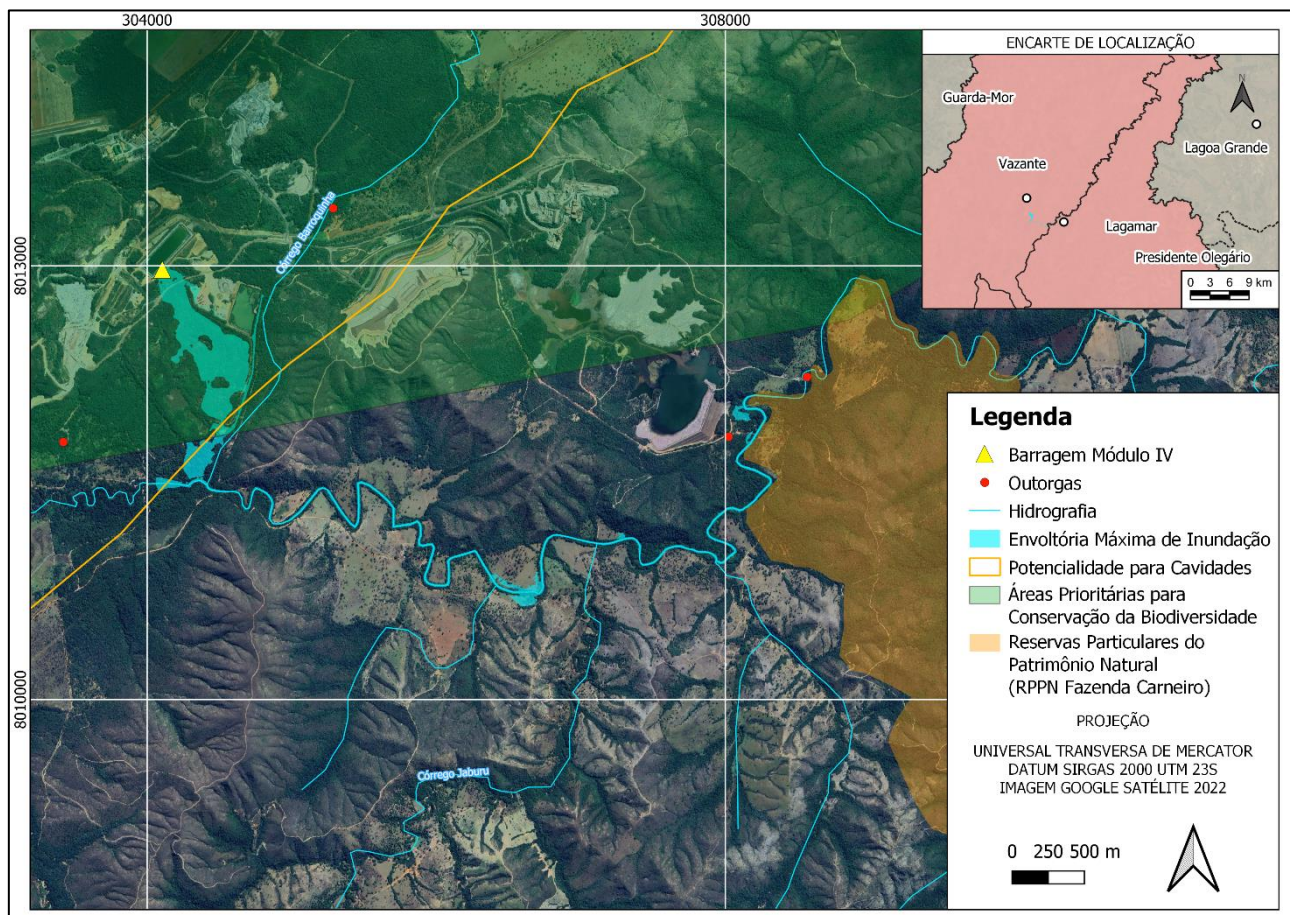 304000
308000
8013000
8010000
Córrego Barroquinha
Córrego Jaburu
ENCARTE DE LOCALIZAÇÃO
Guarda-Mor
N
Lagoa Grande
Vazante
Lagamar
Presidente Olegário
0 3 6 9 km
Legenda
Barragem Módulo IV
Outorgas
Hidrografia
Envoltória Máxima de Inundação
Potencialidade para Cavidades
Áreas Prioritárias para
Conservação da Biodiversidade
Reservas Particulares do
Patrimônio Natural
(RPPN Fazenda Carneiro)
PROJEÇÃO
UNIVERSAL TRANSVERSA DE MERCATOR
DATUM SIRGAS 2000 UTM 23S
IMAGEM GOOGLE SATÉLITE 2022
0 250 500 m